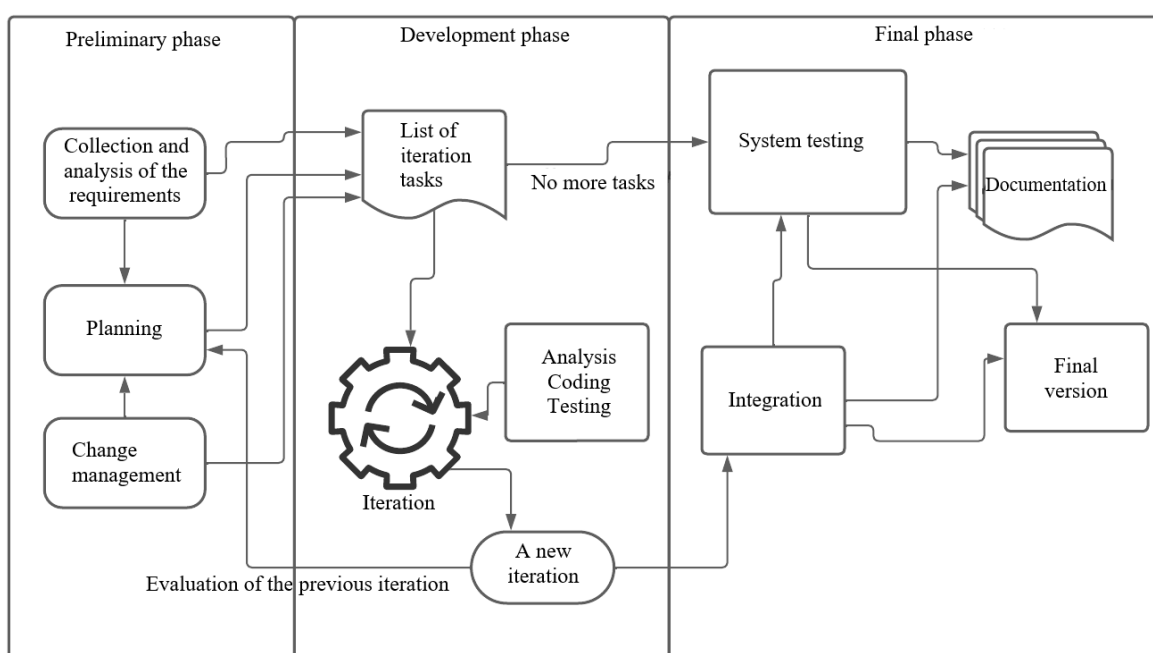 Preliminary phase
Development phase
Final phase
Collection and
analysis of the
requirements
Planning
Change
management
List of
iteration
tasks
No more tasks
Analysis
Coding
Testing
Iteration
A new
iteration
Evaluation of the previous iteration
System testing
Documentation
Integration
Final
version